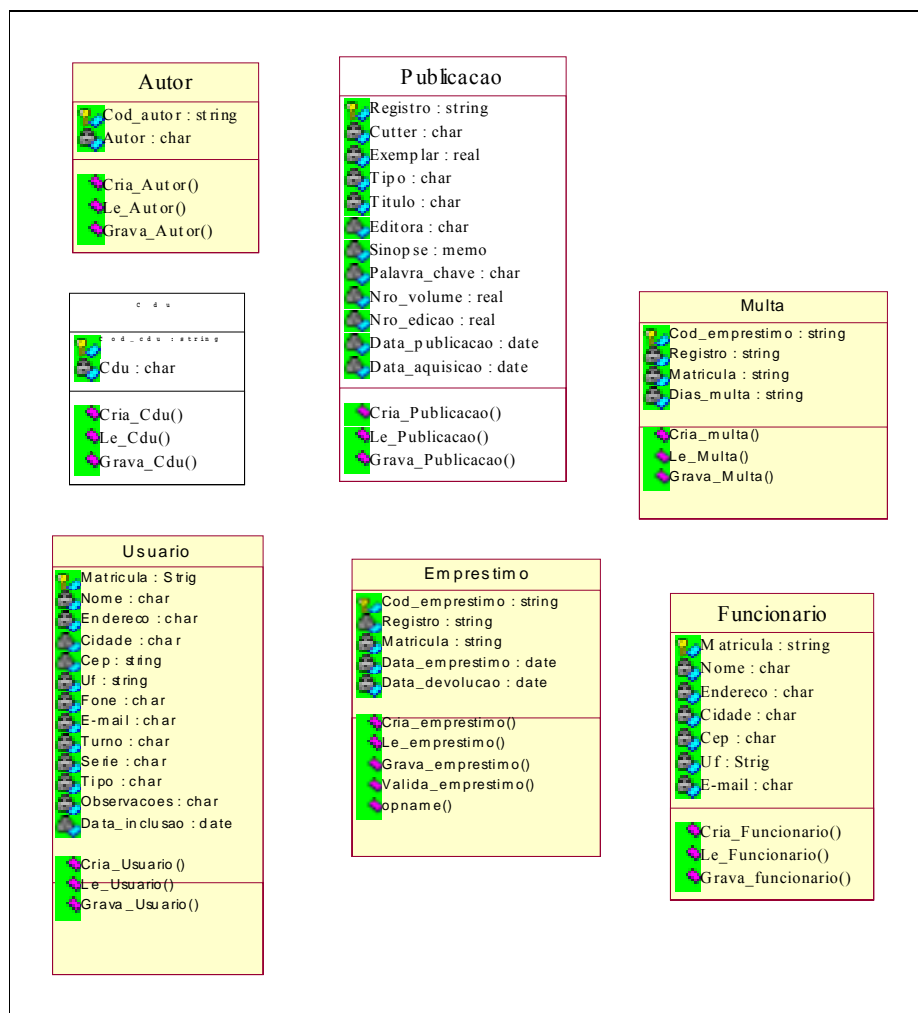 Autor
Cod_autor : string
Autor : char
Cria_Autor()
Le_Autor()
Grava_Autor()
Publicacao
Registro : string
Cutter : char
Exemplar : real
Tipo : char
Titulo : char
Editora : char
Sinopse : memo
Palavra_chave : char
Nro_volume : real
Nro_edicao : real
Data_publicacao : date
Data_aquisicao : date
Cria_Publicacao()
Le_Publicacao()
Grava_Publicacao()
Cdu
Cod_cdu : string
Cdu : char
Cria_Cdu()
Le_Cdu()
Grava_Cdu()
Multa
Cod_emprestimo : string
Registro : string
Matricula : string
Dias_multa : string
Cria_multa()
Le_Multa()
Grava_Multa()
Usuario
Matricula : Strig
Nome : char
Endereco : char
Cidade : char
Cep : string
Uf : string
Fone : char
E-mail : char
Turno : char
Serie : char
Tipo : char
Observacoes : char
Data_inclusao : date
Cria_Usuario()
Le_Usuario()
Grava_Usuario()
Emprestimo
Cod_emprestimo : string
Registro : string
Matricula : string
Data_emprestimo : date
Data_devolucao : date
Cria_emprestimo()
Le_emprestimo()
Grava_emprestimo()
Valida_emprestimo()
opname()
Funcionario
Matricula : string
Nome : char
Endereco : char
Cidade : char
Cep : char
Uf : Strig
E-mail : char
Cria_Funcionario()
Le_Funcionario()
Grava_funcionario()